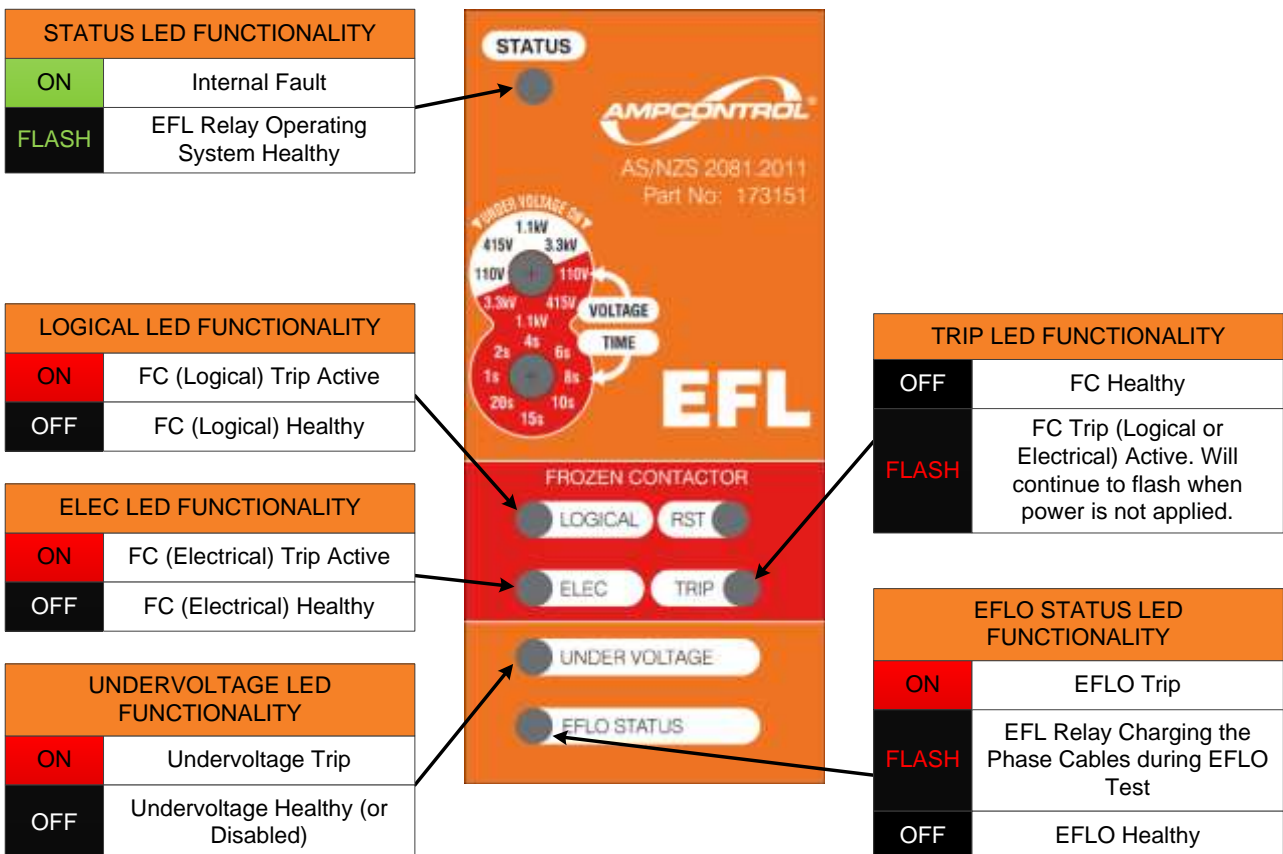 STATUS LED FUNCTIONALITY
ON Internal Fault
FLASH EFL Relay Operating
System Healthy
STATUS
AMPCONTROL®
AS/NZS 2081.2011
Part No: 173151
UNDER VOLTAGE ON
1.1kV
415V 3.3kV
110V 110V
3.3kV 415V
1.1kV
VOLTAGE
TIME
4s
2s 6s
1s 8s
20s 10s
15s
EFL
LOGICAL LED FUNCTIONALITY
ON FC (Logical) Trip Active
OFF FC (Logical) Healthy
ELEC LED FUNCTIONALITY
ON FC (Electrical) Trip Active
OFF FC (Electrical) Healthy
UNDERVOLTAGE LED
FUNCTIONALITY
ON Undervoltage Trip
OFF Undervoltage Healthy (or
Disabled)
FROZEN CONTACTOR
LOGICAL RST
ELEC TRIP
UNDER VOLTAGE
EFLO STATUS
TRIP LED FUNCTIONALITY
OFF FC Healthy
FLASH FC Trip (Logical or
Electrical) Active. Will
continue to flash when
power is not applied.
EFLO STATUS LED
FUNCTIONALITY
ON EFLO Trip
FLASH EFL Relay Charging the
Phase Cables during EFLO
Test
OFF EFLO Healthy